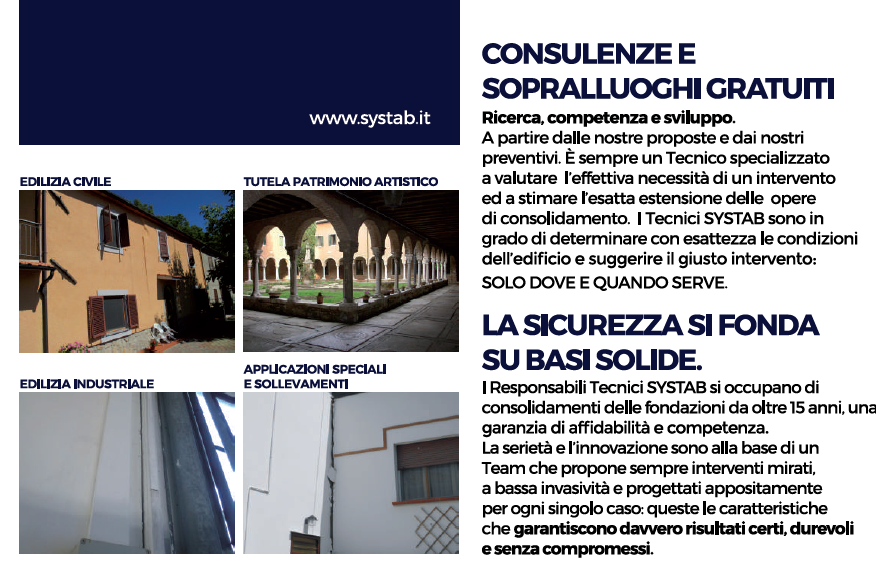 www.systab.it
EDILIZIA CIVILE
TUTELA PATRIMONIO ARTISTICO
EDILIZIA INDUSTRIALE
APPLICAZIONI SPECIALI
E SOLLEVAMENTI
CONSULENZE E
SOPRALLUOGHI GRATUITI
Ricerca, competenza e sviluppo.
A partire dalle nostre proposte e dai nostri
preventivi. È sempre un Tecnico specializzato
a valutare l'effettiva necessità di un intervento
ed a stimare l'esatta estensione delle opere
di consolidamento. I Tecnici SYSTAB sono in
grado di determinare con esattezza le condizioni
dell'edificio e suggerire il giusto intervento:
SOLO DOVE E QUANDO SERVE.
LA SICUREZZA SI FONDA
SU BASI SOLIDE.
I Responsabili Tecnici SYSTAB si occupano di
consolidamenti delle fondazioni da oltre 15 anni, una
garanzia di affidabilità e competenza.
La serietà e l'innovazione sono alla base di un
Team che propone sempre interventi mirati,
a bassa invasività e progettati appositamente
per ogni singolo caso: queste le caratteristiche
che garantiscono davvero risultati certi, durevoli
e senza compromessi.